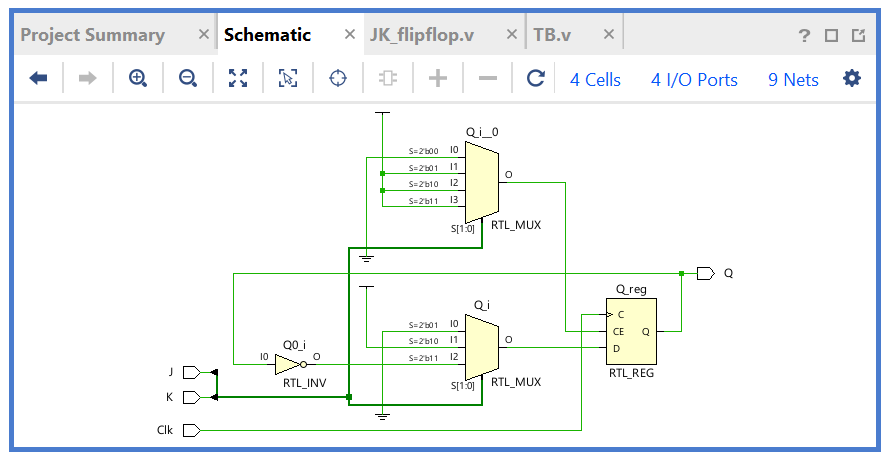 Project Summary × Schematic × JK_flipflop.v × TB.v × ?
4 Cells 4 I/O Ports 9 Nets
Q_i__0
S=2'b00 I0
S=2'b01 I1
S=2'b10 I2
S=2'b11 I3
O
S[1:0]
RTL_MUX
Q
Q_reg
C
CE Q
D
RTL_REG
Q_i
S=2'b01 I0
S=2'b10 I1
S=2'b11 I2
O
S[1:0]
RTL_MUX
Q0_i
I0 O
RTL_INV
J
K
Clk